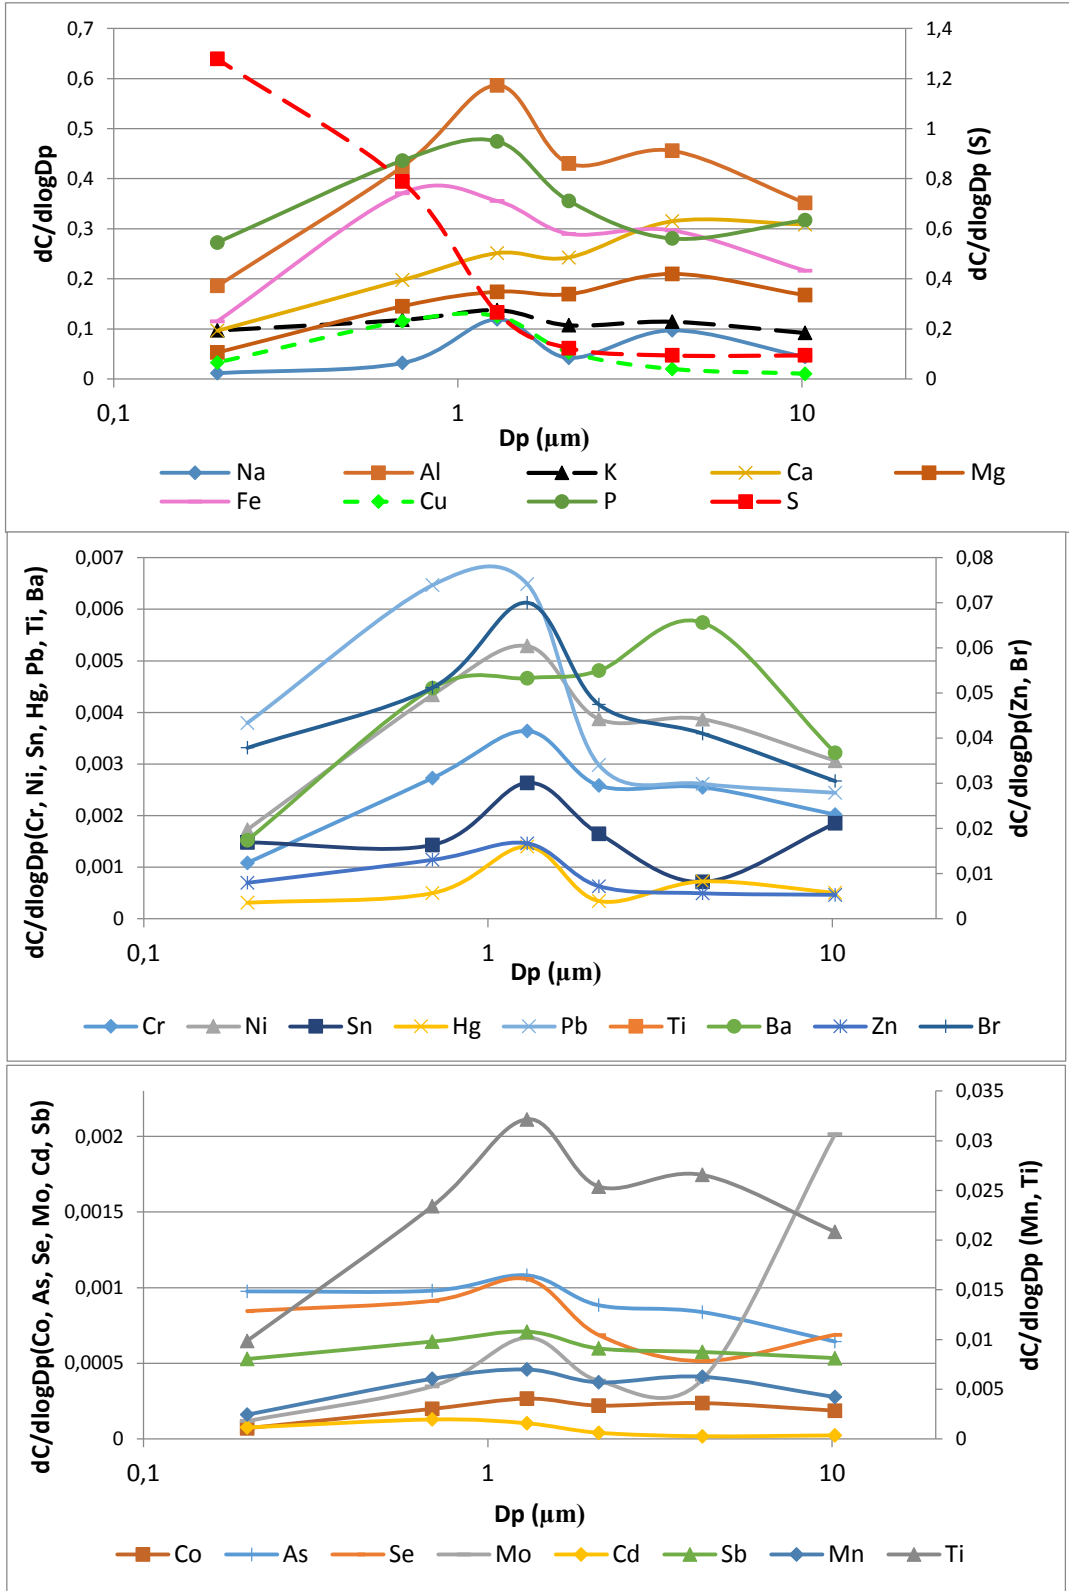 dC/dlogDp
0,7
0,6
0,5
0,4
0,3
0,2
0,1
0
1,4
1,2
1
0,8
0,6
0,4
0,2
0
dC/dlogDp (S)
0,1 1 10
Dp (µm)
Na Al K Ca Mg
Fe Cu P S
dC/dlogDp(Cr, Ni, Sn, Hg, Pb, Ti, Ba)
0,007
0,006
0,005
0,004
0,003
0,002
0,001
0
0,08
0,07
0,06
0,05
0,04
0,03
0,02
0,01
0
dC/dlogDp(Zn, Br)
0,1 1 10
Dp (µm)
Cr Ni Sn Hg Pb Ti Ba Zn Br
dC/dlogDp(Co, As, Se, Mo, Cd, Sb)
0,002
0,0015
0,001
0,0005
0
0,035
0,03
0,025
0,02
0,015
0,01
0,005
0
dC/dlogDp (Mn, Ti)
0,1 1 10
Dp (µm)
Co As Se Mo Cd Sb Mn Ti